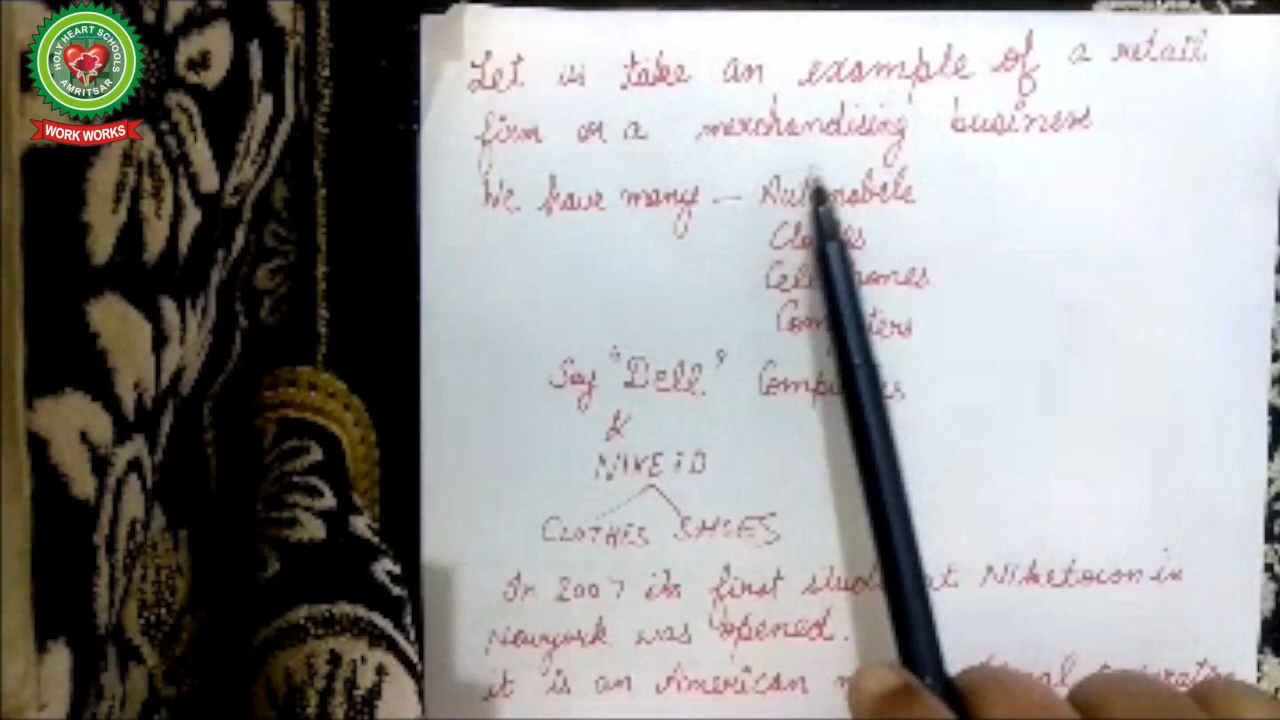 HOLY HEART SCHOOLS
AMRITSAR
WORK WORKS
Let us take an example of a retail
firm or a merchandising business
We have many – Automobile
Clothes
Cell phones
Computers
Say "Dell" Computers
&
NIKE iD
CLOTHES SHOES
In 2007 its first studio at Niketown in
Newyork was opened.
it is an American